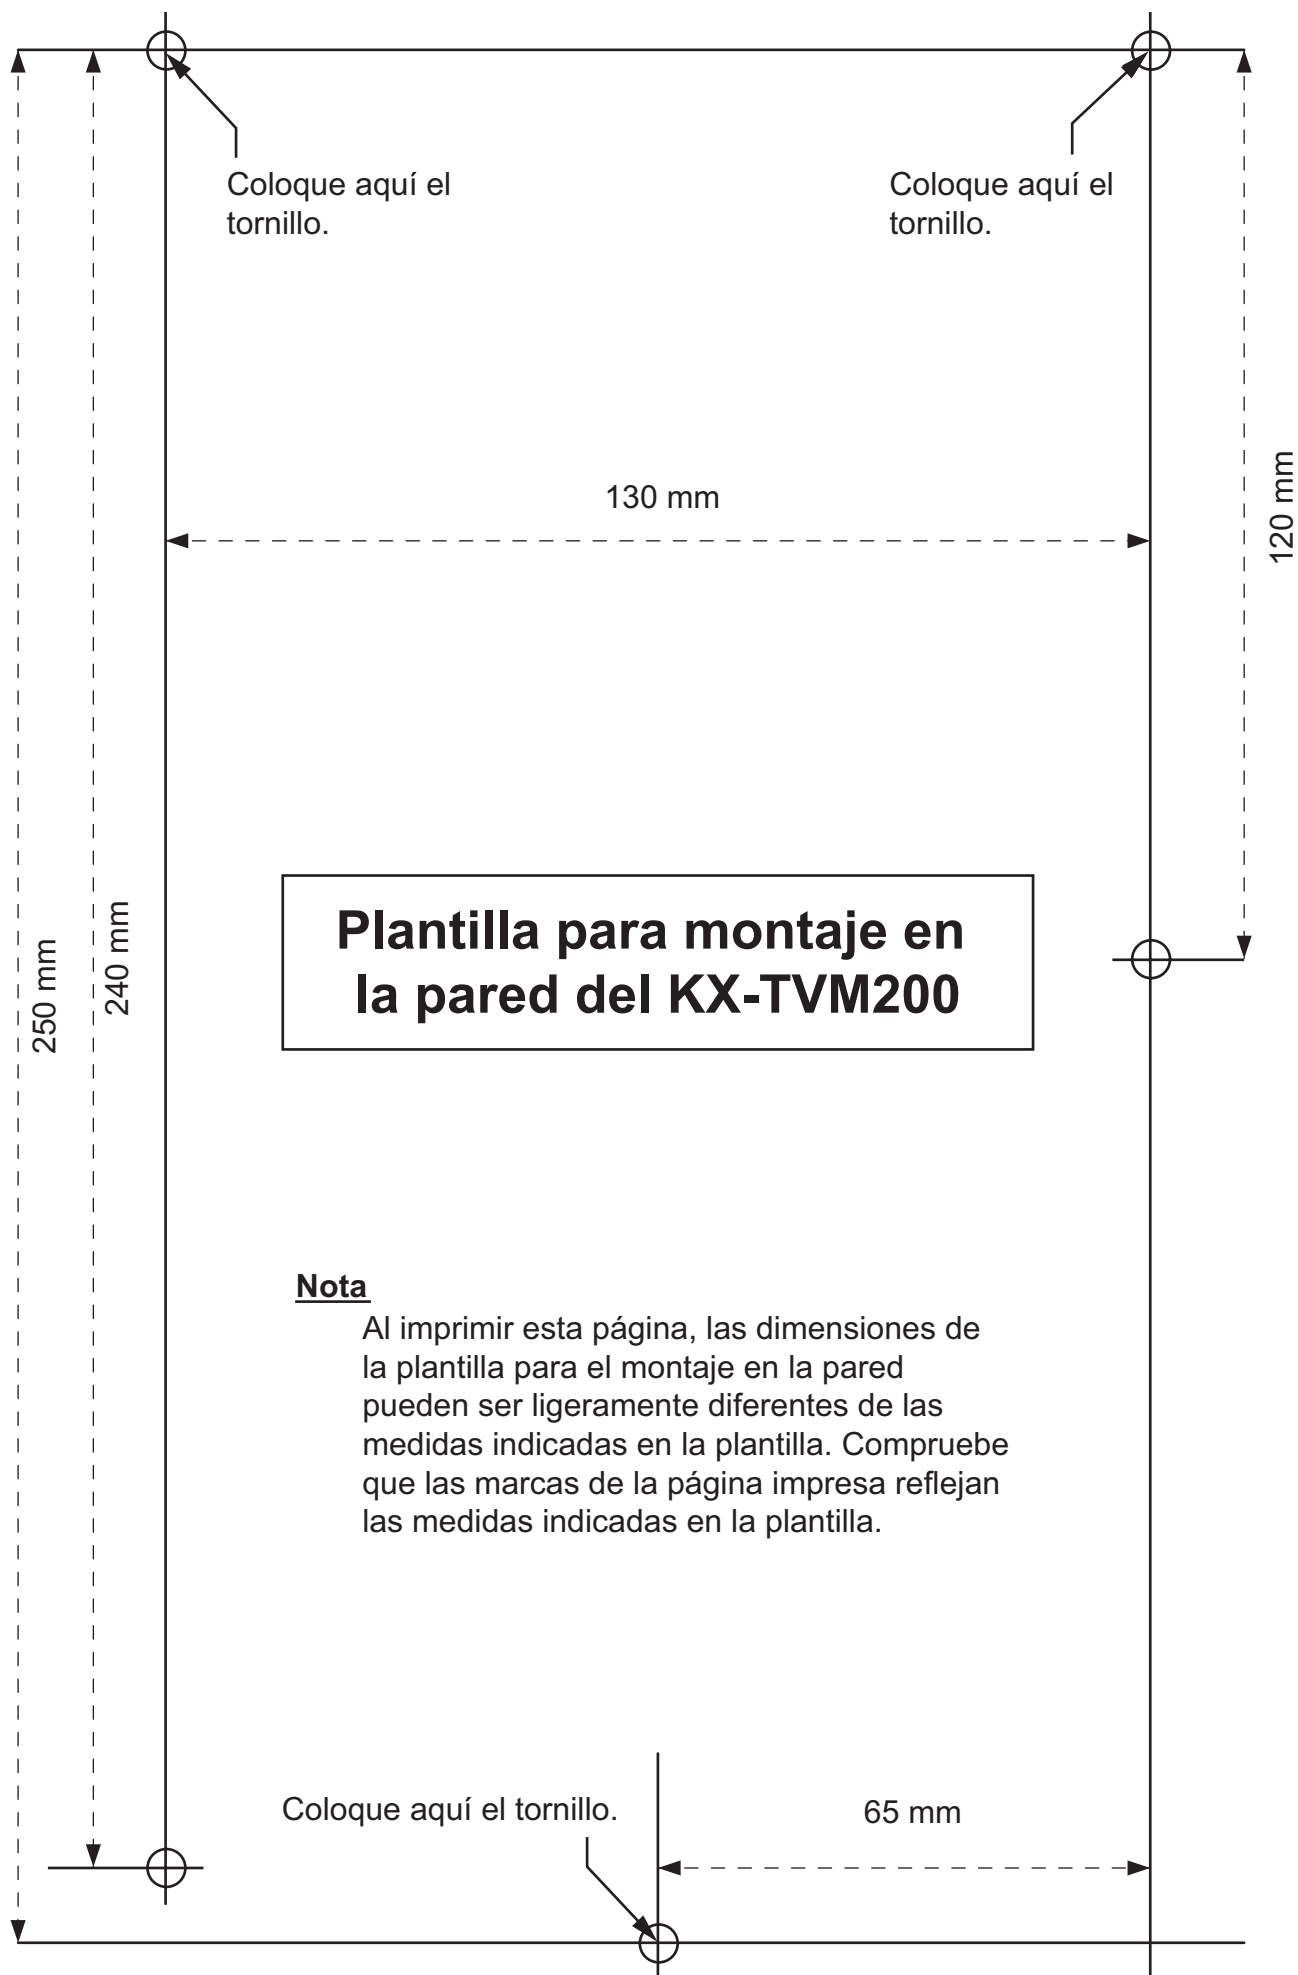 Coloque aquí el
tornillo.
Coloque aquí el
tornillo.
130 mm
120 mm
250 mm
240 mm
Plantilla para montaje en
la pared del KX-TVM200
Nota
Al imprimir esta página, las dimensiones de
la plantilla para el montaje en la pared
pueden ser ligeramente diferentes de las
medidas indicadas en la plantilla. Compruebe
que las marcas de la página impresa reflejan
las medidas indicadas en la plantilla.
Coloque aquí el tornillo.
65 mm